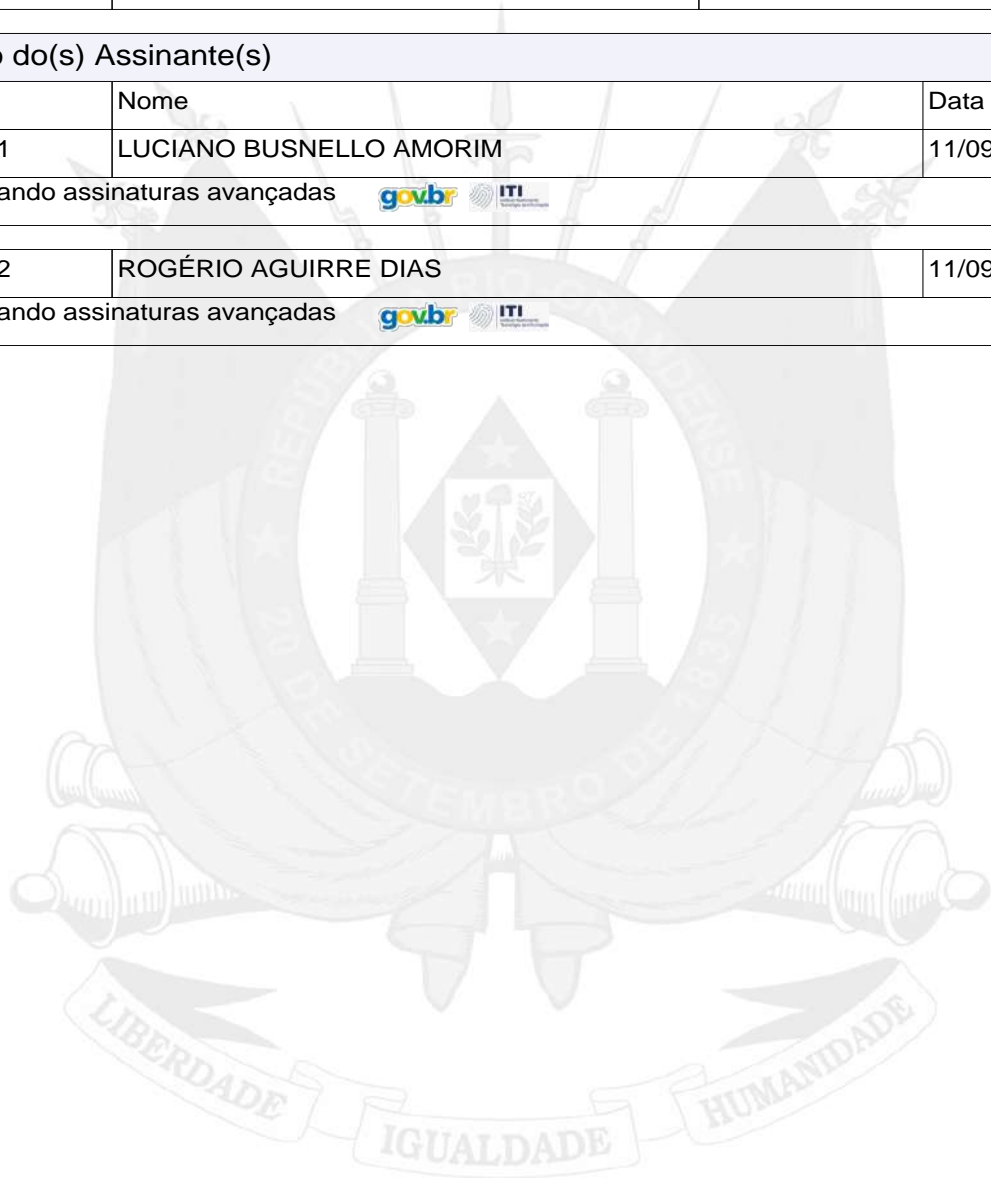 o do(s) Assinante(s)
Nome Data
1 LUCIANO BUSNELLO AMORIM 11/09
ando assinaturas avançadas gov.br ITI
2 ROGÉRIO AGUIRRE DIAS 11/09
ando assinaturas avançadas gov.br ITI
REPÚBLICA RIO GRANDENSE
20 DE SETEMBRO DE 1835
LIBERDADE IGUALDADE HUMANIDADE